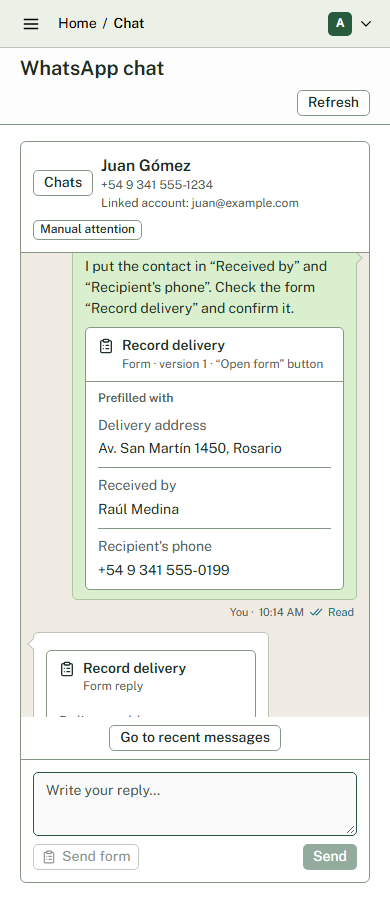 Home / Chat
A
WhatsApp chat
Refresh
Chats
Juan Gómez
+54 9 341 555-1234
Linked account: juan@example.com
Manual attention
I put the contact in “Received by” and
“Recipient's phone”. Check the form
“Record delivery” and confirm it.
Record delivery
Form · version 1 · “Open form” button
Prefilled with
Delivery address
Av. San Martín 1450, Rosario
Received by
Raúl Medina
Recipient's phone
+54 9 341 555-0199
You · 10:14 AM Read
Record delivery
Form reply
Go to recent messages
Write your reply...
Send form
Send